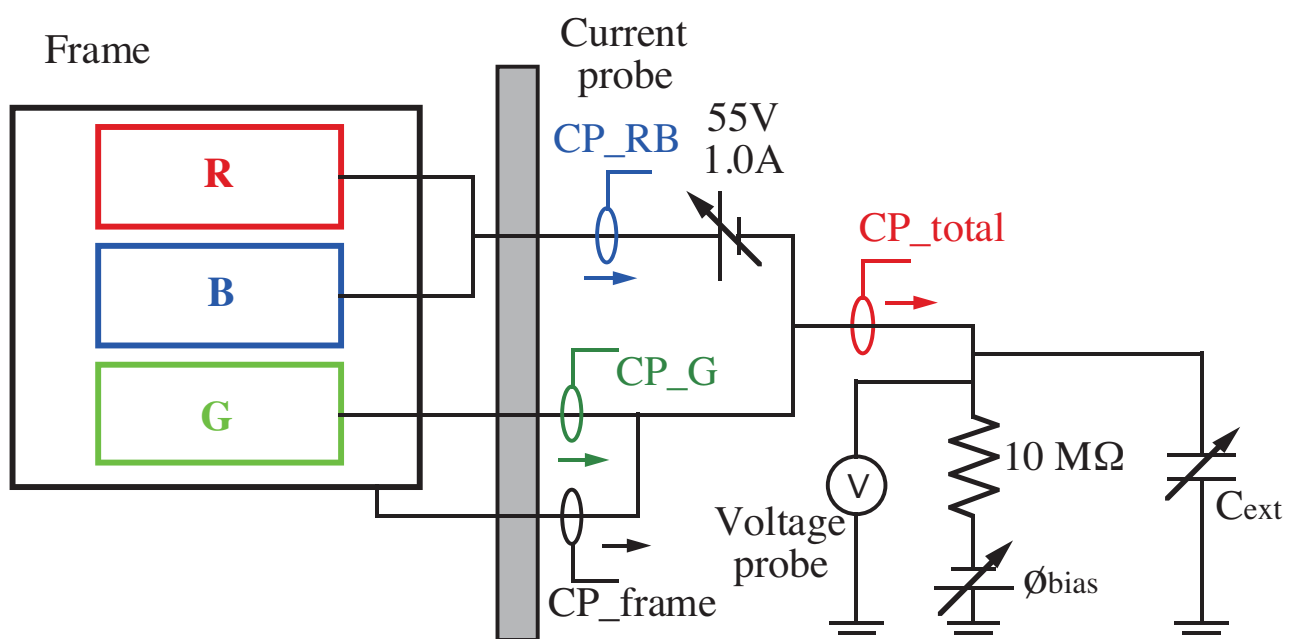 Frame
Current
probe
CP_RB
55V
1.0A
R
B
G
CP_total
CP_G
10 MΩ
V
Voltage
probe
Cext
Øbias
CP_frame